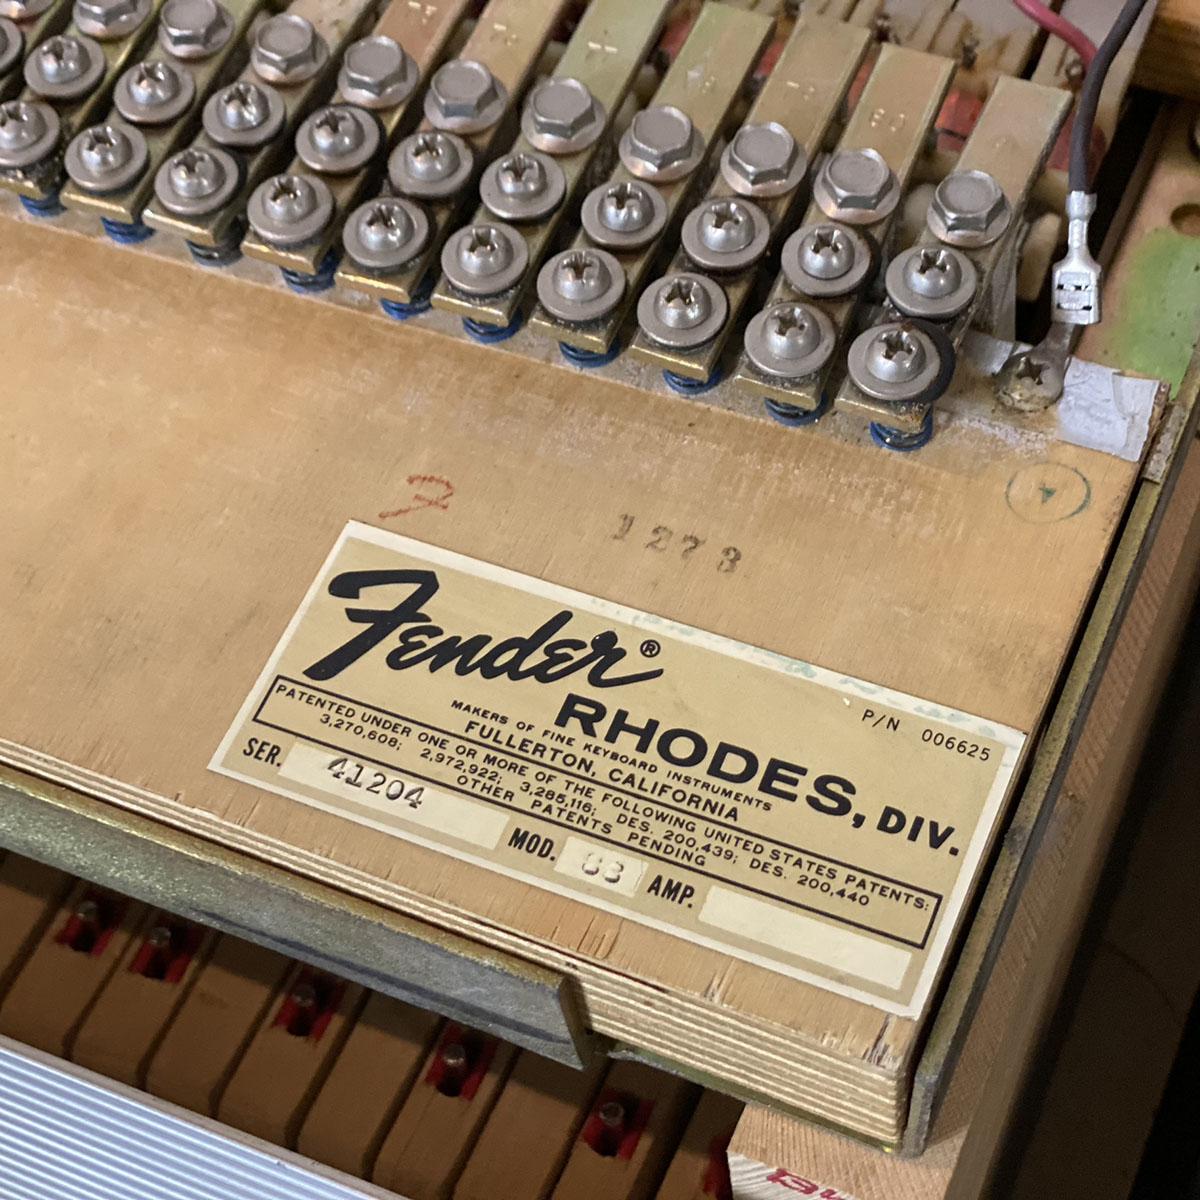 1273
Fender®
P/N 006625
RHODES, DIV.
MAKERS OF FINE KEYBOARD INSTRUMENTS
FULLERTON, CALIFORNIA
PATENTED UNDER ONE OR MORE OF THE FOLLOWING UNITED STATES PATENTS:
3,270,608; 2,972,922; 3,285,116; DES. 200,439; DES. 200,440
OTHER PATENTS PENDING
SER. 41204 MOD. 88 AMP.